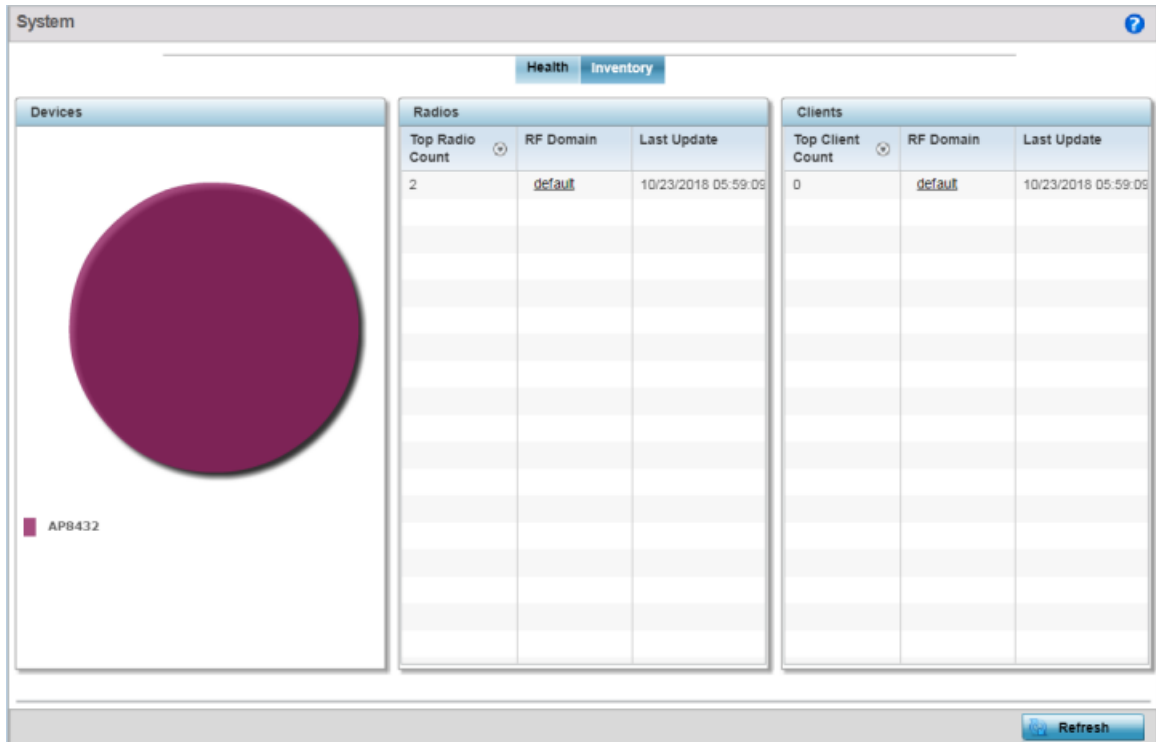 System
Health Inventory
Devices
AP8432
Radios
Top Radio Count RF Domain Last Update
2 default 10/23/2018 05:59:09
Clients
Top Client Count RF Domain Last Update
0 default 10/23/2018 05:59:09
Refresh